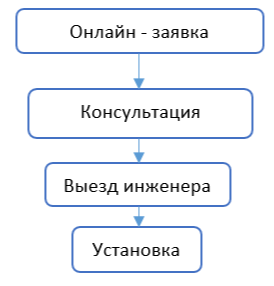 Онлайн - заявка
Консультация
Выезд инженера
Установка